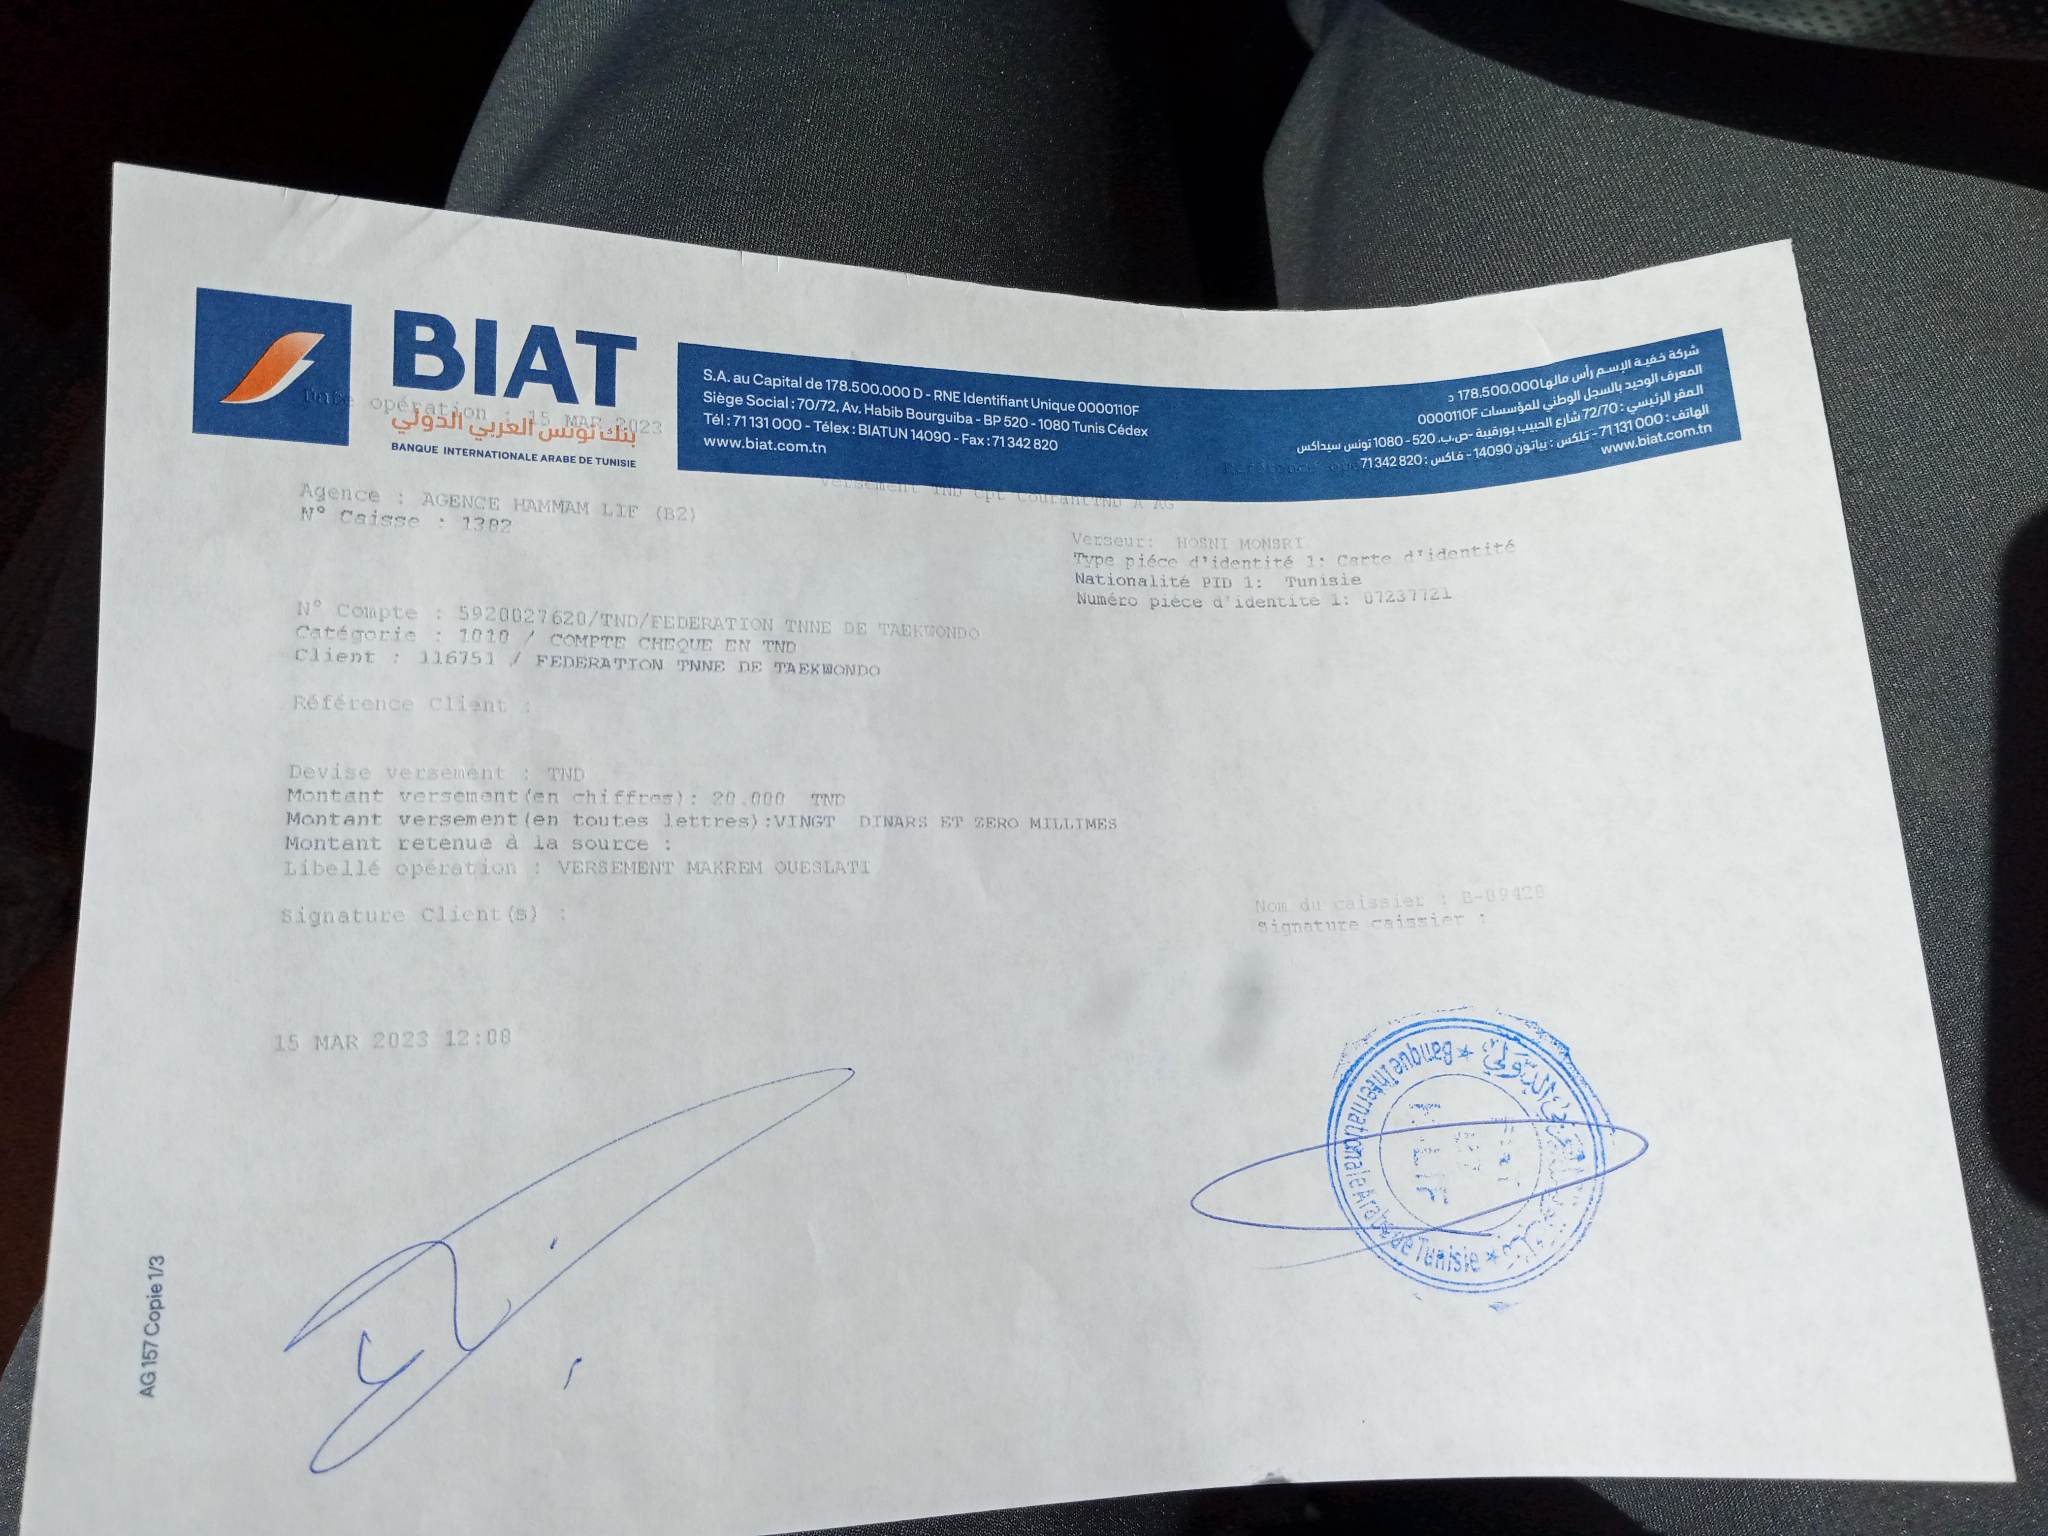 BIAT
بنك تونس العربي الدولي
BANQUE INTERNATIONALE ARABE DE TUNISIE
S.A. au Capital de 178.500.000 D - RNE Identifiant Unique 0000110F
Siège Social : 70/72, Av. Habib Bourguiba - BP 520 - 1080 Tunis Cédex
Tél : 71 131 000 - Télex : BIATUN 14090 - Fax : 71 342 820
www.biat.com.tn
شركة خفية الإسم رأس مالها 178.500.000 د
المعرف الوحيد بالسجل الوطني للمؤسسات 0000110F
المقر الرئيسي : 72/70 شارع الحبيب بورقيبة -ص.ب. 520 - 1080 تونس سيداكس
الهاتف : 71 131 000 - تلكس : بياتون 14090 - فاكس : 71 342 820
www.biat.com.tn
Date opération : 15 MAR 2023
Versement TND Cpt CourantTND A AG
Agence : AGENCE HAMMAM LIF (B2)
N° Caisse : 1382
Verseur: HOSNI MONSRI
Type piéce d'identité 1: Carte d'identité
Nationalité PID 1: Tunisie
Numéro piéce d'identite 1: 07237721
N° Compte : 5920027620/TND/FEDERATION TNNE DE TAEKWONDO
Catégorie : 1010 / COMPTE CHEQUE EN TND
Client : 116751 / FEDERATION TNNE DE TAEKWONDO
Référence Client :
Devise versement : TND
Montant versement(en chiffres): 20.000 TND
Montant versement(en toutes lettres):VINGT DINARS ET ZERO MILLIMES
Montant retenue à la source :
Libellé opération : VERSEMENT MAKREM OUESLATI
Signature Client(s) :
Nom du caissier : B-09428
Signature caissier :
15 MAR 2023 12:08
Banque Internationale Arabe de Tunisie
AG 157 Copie 1/3